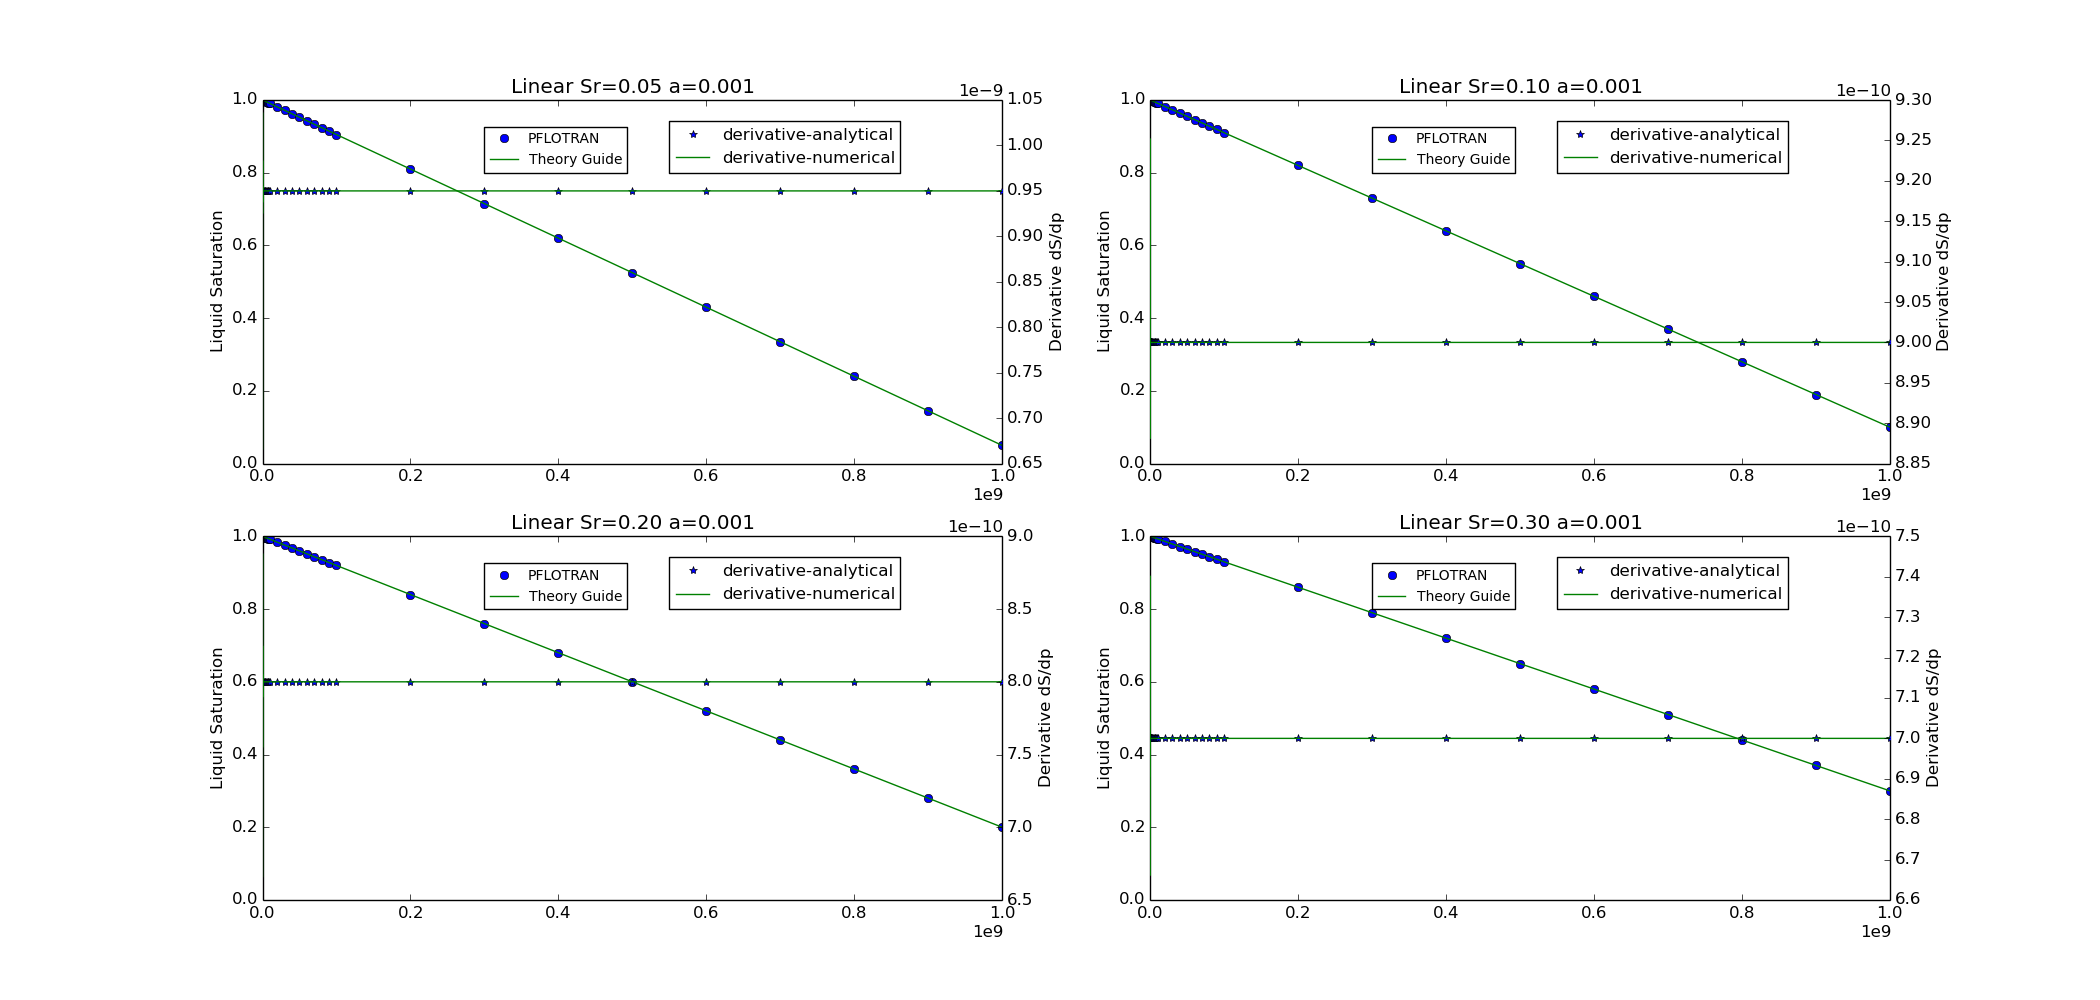 Linear Sr=0.05 a=0.001
1e−9
1.0
0.8
0.6
0.4
0.2
0.0
Liquid Saturation
PFLOTRAN
Theory Guide
derivative-analytical
derivative-numerical
1.05
1.00
0.95
0.90
0.85
0.80
0.75
0.70
0.65
Derivative dS/dp
0.0 0.2 0.4 0.6 0.8 1.0
1e9
Linear Sr=0.10 a=0.001
1e−10
1.0
0.8
0.6
0.4
0.2
0.0
Liquid Saturation
PFLOTRAN
Theory Guide
derivative-analytical
derivative-numerical
9.30
9.25
9.20
9.15
9.10
9.05
9.00
8.95
8.90
8.85
Derivative dS/dp
0.0 0.2 0.4 0.6 0.8 1.0
1e9
Linear Sr=0.20 a=0.001
1e−10
1.0
0.8
0.6
0.4
0.2
0.0
Liquid Saturation
PFLOTRAN
Theory Guide
derivative-analytical
derivative-numerical
9.0
8.5
8.0
7.5
7.0
6.5
Derivative dS/dp
0.0 0.2 0.4 0.6 0.8 1.0
1e9
Linear Sr=0.30 a=0.001
1e−10
1.0
0.8
0.6
0.4
0.2
0.0
Liquid Saturation
PFLOTRAN
Theory Guide
derivative-analytical
derivative-numerical
7.5
7.4
7.3
7.2
7.1
7.0
6.9
6.8
6.7
6.6
Derivative dS/dp
0.0 0.2 0.4 0.6 0.8 1.0
1e9